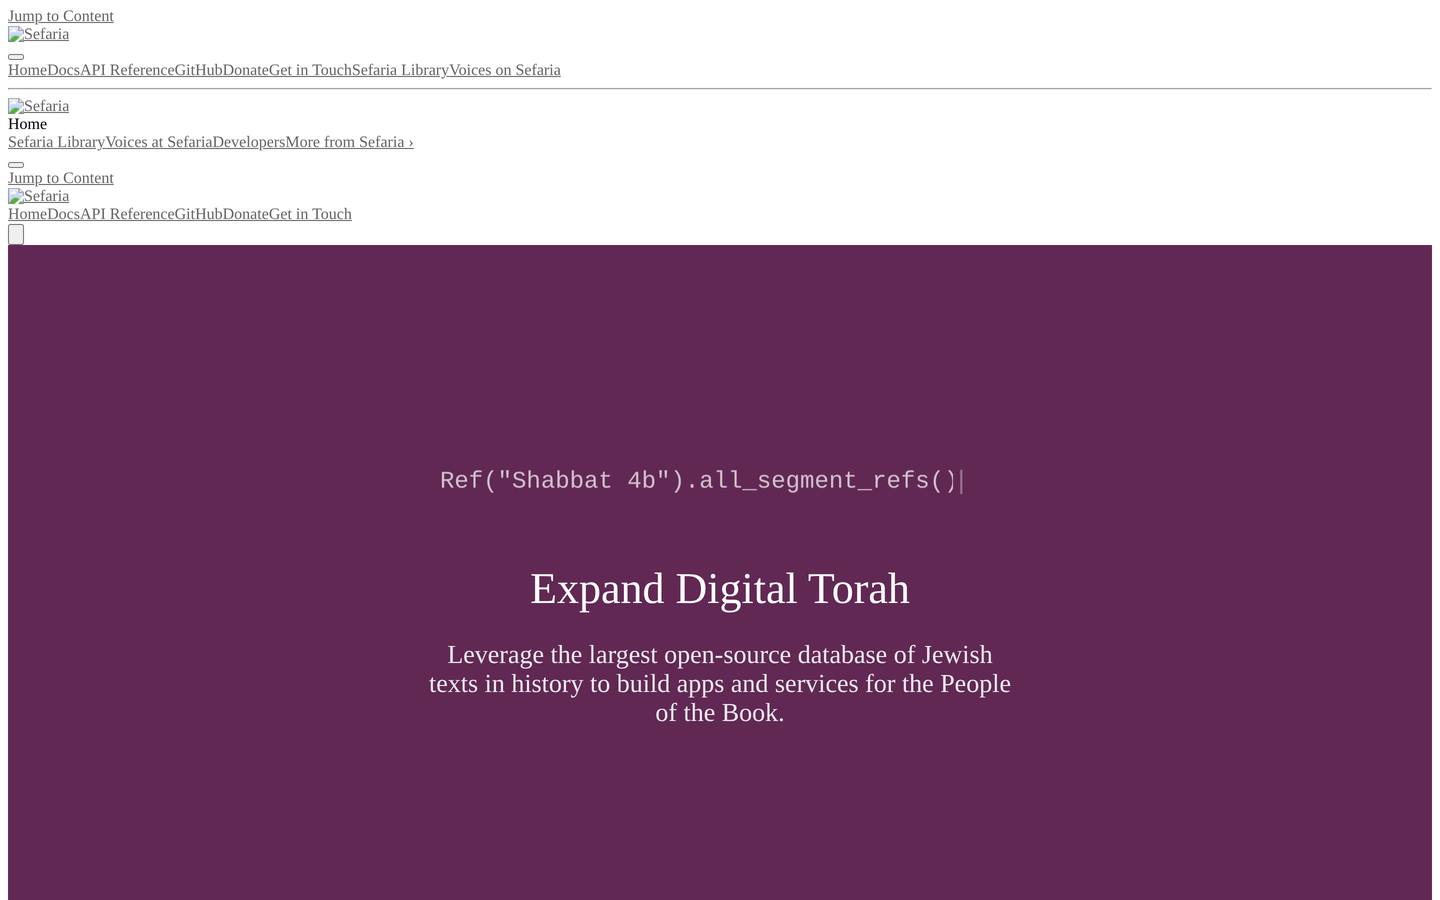 Jump to Content
Sefaria
HomeDocsAPI ReferenceGitHubDonateGet in TouchSefaria LibraryVoices on Sefaria
Sefaria
Home
Sefaria LibraryVoices at SefariaDevelopersMore from Sefaria ›
Jump to Content
Sefaria
HomeDocsAPI ReferenceGitHubDonateGet in Touch
Ref("Shabbat 4b").all_segment_refs()
Expand Digital Torah
Leverage the largest open-source database of Jewish
texts in history to build apps and services for the People
of the Book.